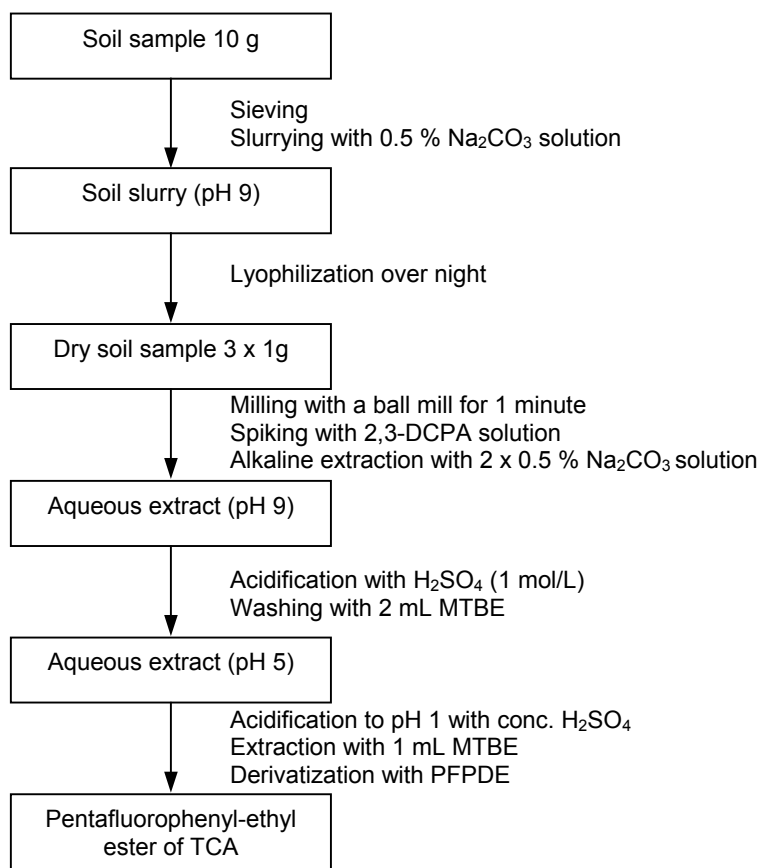 Soil sample 10 g
Sieving
Slurrying with 0.5 % Na₂CO₃ solution
Soil slurry (pH 9)
Lyophilization over night
Dry soil sample 3 x 1g
Milling with a ball mill for 1 minute
Spiking with 2,3-DCPA solution
Alkaline extraction with 2 x 0.5 % Na₂CO₃ solution
Aqueous extract (pH 9)
Acidification with H₂SO₄ (1 mol/L)
Washing with 2 mL MTBE
Aqueous extract (pH 5)
Acidification to pH 1 with conc. H₂SO₄
Extraction with 1 mL MTBE
Derivatization with PFPDE
Pentafluorophenyl-ethyl
ester of TCA